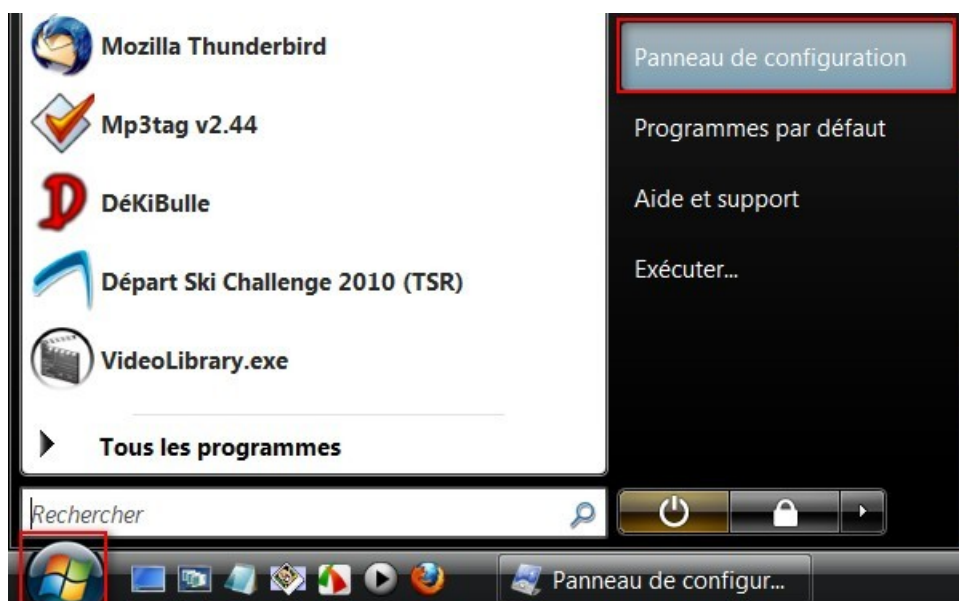 Mozilla Thunderbird
Mp3tag v2.44
DéKiBulle
Départ Ski Challenge 2010 (TSR)
VideoLibrary.exe
Tous les programmes
Rechercher
Panneau de configuration
Programmes par défaut
Aide et support
Exécuter...
Panneau de configur...